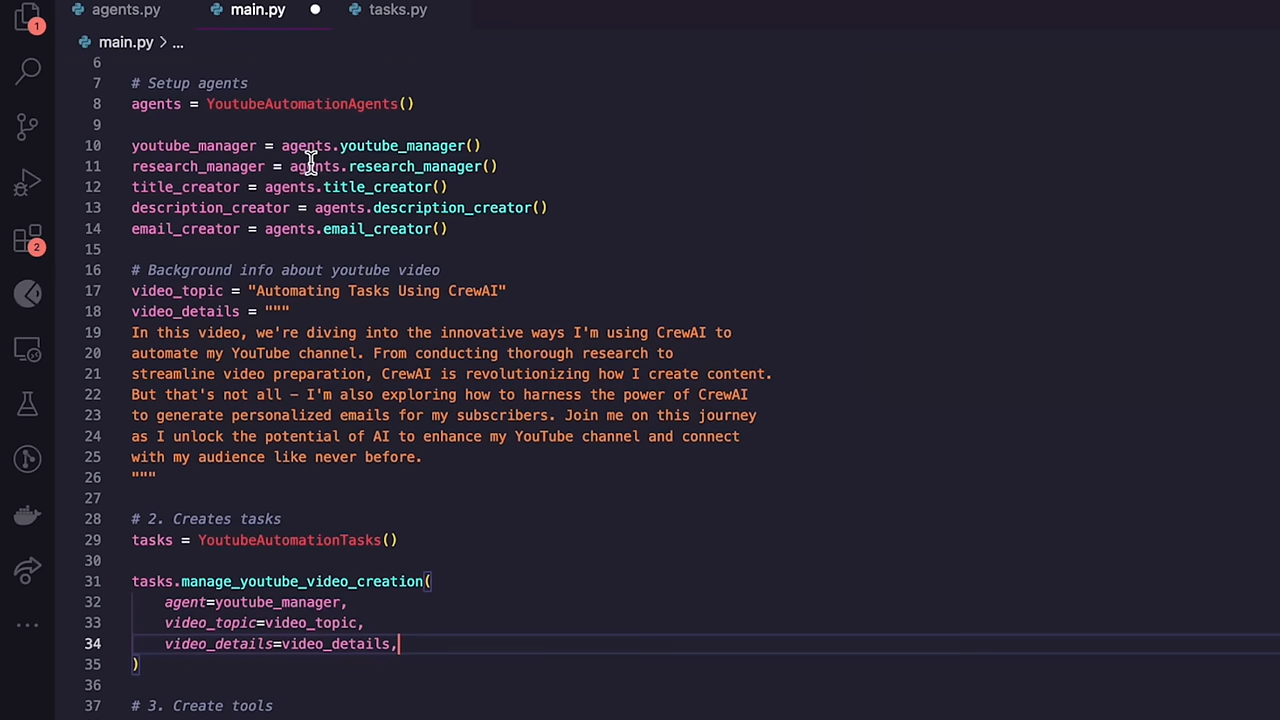 agents.py main.py tasks.py
main.py > ...
6
7 # Setup agents
8 agents = YoutubeAutomationAgents()
9
10 youtube_manager = agents.youtube_manager()
11 research_manager = agents.research_manager()
12 title_creator = agents.title_creator()
13 description_creator = agents.description_creator()
14 email_creator = agents.email_creator()
15
16 # Background info about youtube video
17 video_topic = "Automating Tasks Using CrewAI"
18 video_details = """
19 In this video, we're diving into the innovative ways I'm using CrewAI to
20 automate my YouTube channel. From conducting thorough research to
21 streamline video preparation, CrewAI is revolutionizing how I create content.
22 But that's not all – I'm also exploring how to harness the power of CrewAI
23 to generate personalized emails for my subscribers. Join me on this journey
24 as I unlock the potential of AI to enhance my YouTube channel and connect
25 with my audience like never before.
26 """
27
28 # 2. Creates tasks
29 tasks = YoutubeAutomationTasks()
30
31 tasks.manage_youtube_video_creation(
32     agent=youtube_manager,
33     video_topic=video_topic,
34     video_details=video_details,
35 )
36
37 # 3. Create tools
1
2